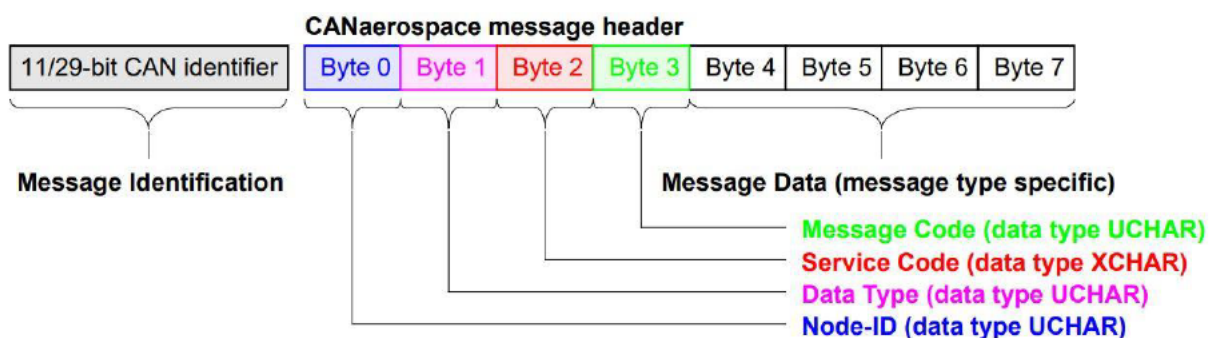 CANaerospace message header
11/29-bit CAN identifier Byte 0 Byte 1 Byte 2 Byte 3 Byte 4 Byte 5 Byte 6 Byte 7
Message Identification Message Data (message type specific)
Message Code (data type UCHAR)
Service Code (data type XCHAR)
Data Type (data type UCHAR)
Node-ID (data type UCHAR)